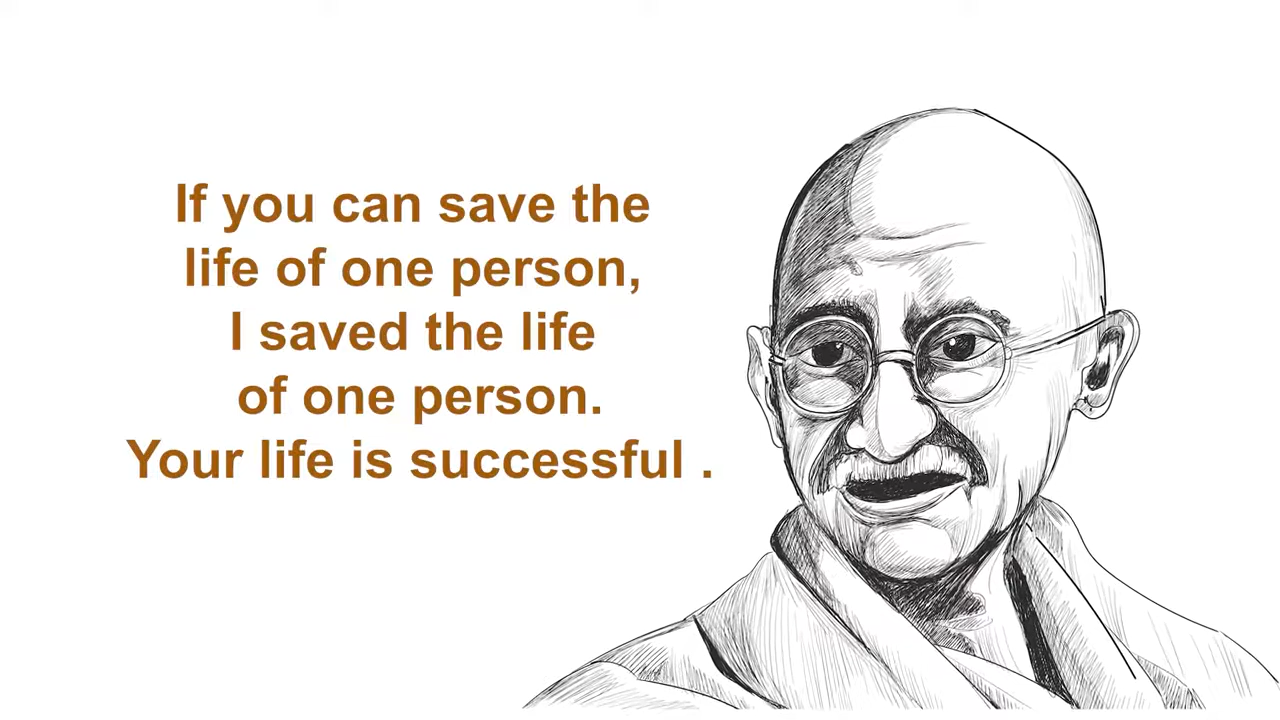 If you can save the
life of one person,
I saved the life
of one person.
Your life is successful .